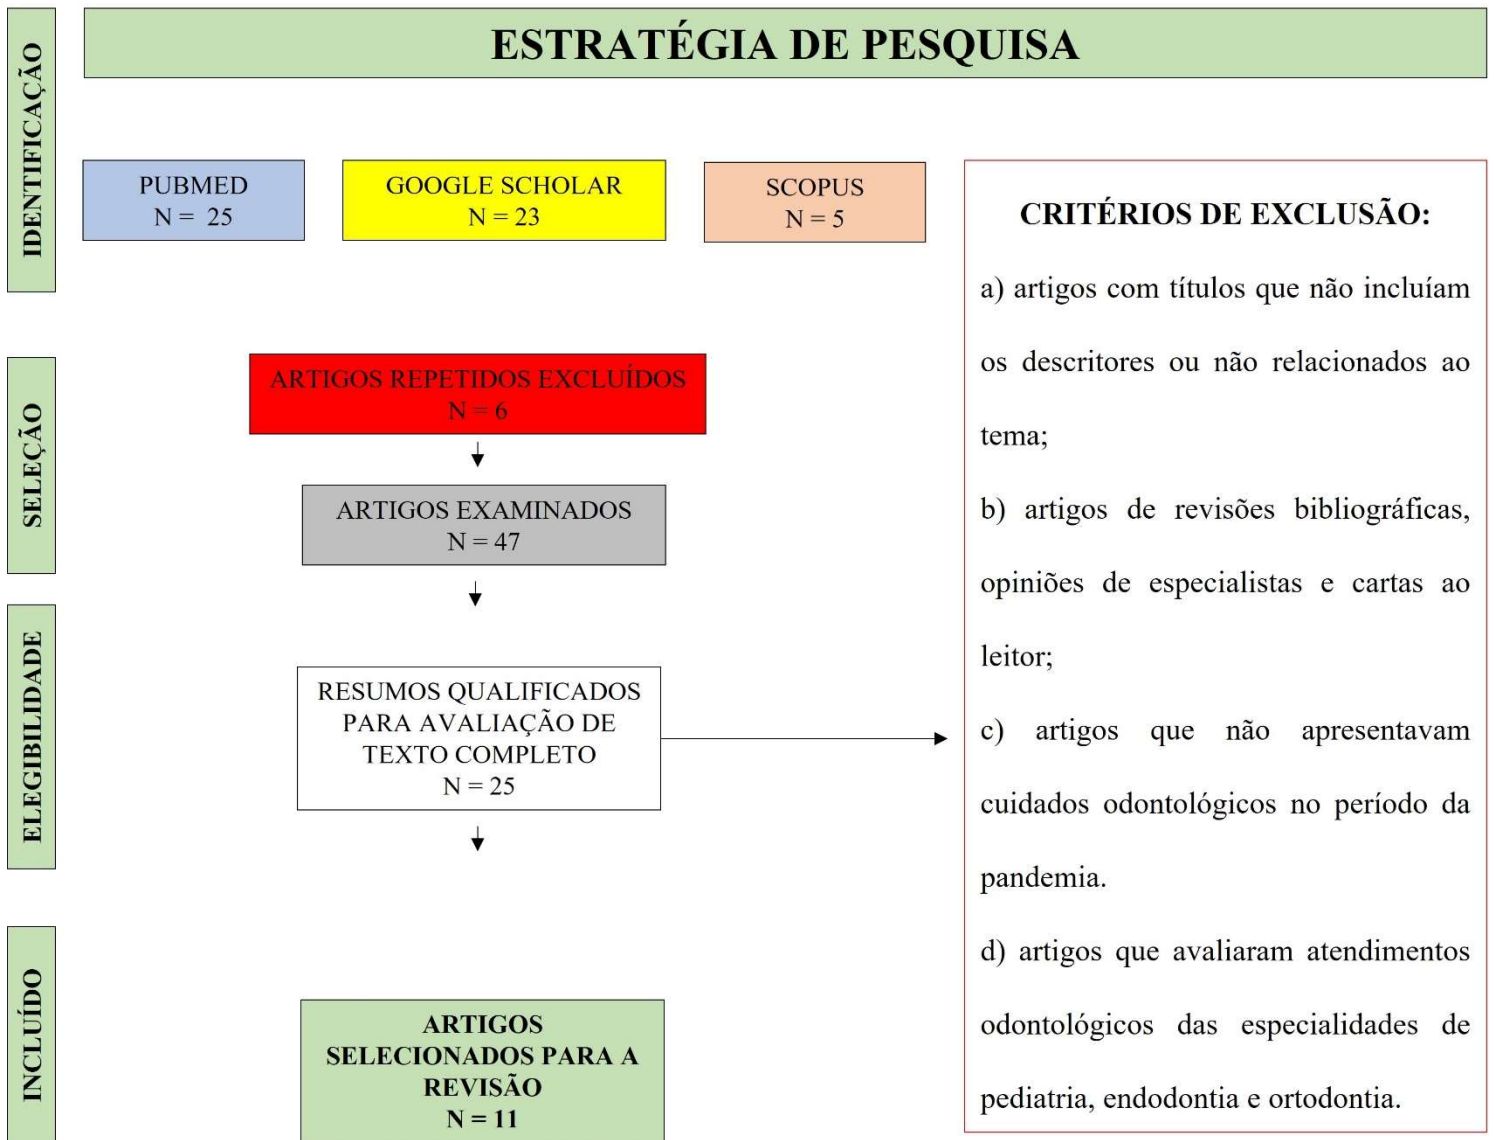 ESTRATÉGIA DE PESQUISA
IDENTIFICAÇÃO
PUBMED
N = 25
GOOGLE SCHOLAR
N = 23
SCOPUS
N = 5
SELEÇÃO
ARTIGOS REPETIDOS EXCLUÍDOS
N = 6
ARTIGOS EXAMINADOS
N = 47
ELEGIBILIDADE
RESUMOS QUALIFICADOS
PARA AVALIAÇÃO DE
TEXTO COMPLETO
N = 25
CRITÉRIOS DE EXCLUSÃO:
a) artigos com títulos que não incluíam
os descritores ou não relacionados ao
tema;
b) artigos de revisões bibliográficas,
opiniões de especialistas e cartas ao
leitor;
c) artigos que não apresentavam
cuidados odontológicos no período da
pandemia.
d) artigos que avaliaram atendimentos
odontológicos das especialidades de
pediatria, endodontia e ortodontia.
INCLUÍDO
ARTIGOS
SELECIONADOS PARA A
REVISÃO
N = 11